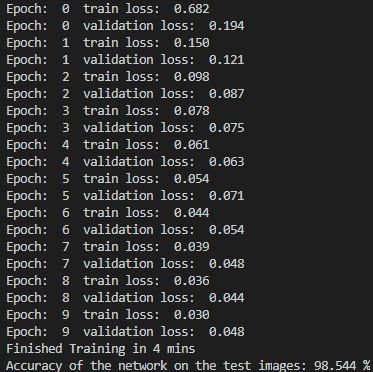 Epoch:  0  train loss:  0.682
Epoch:  0  validation loss:  0.194
Epoch:  1  train loss:  0.150
Epoch:  1  validation loss:  0.121
Epoch:  2  train loss:  0.098
Epoch:  2  validation loss:  0.087
Epoch:  3  train loss:  0.078
Epoch:  3  validation loss:  0.075
Epoch:  4  train loss:  0.061
Epoch:  4  validation loss:  0.063
Epoch:  5  train loss:  0.054
Epoch:  5  validation loss:  0.071
Epoch:  6  train loss:  0.044
Epoch:  6  validation loss:  0.054
Epoch:  7  train loss:  0.039
Epoch:  7  validation loss:  0.048
Epoch:  8  train loss:  0.036
Epoch:  8  validation loss:  0.044
Epoch:  9  train loss:  0.030
Epoch:  9  validation loss:  0.048
Finished Training in 4 mins
Accuracy of the network on the test images: 98.544 %